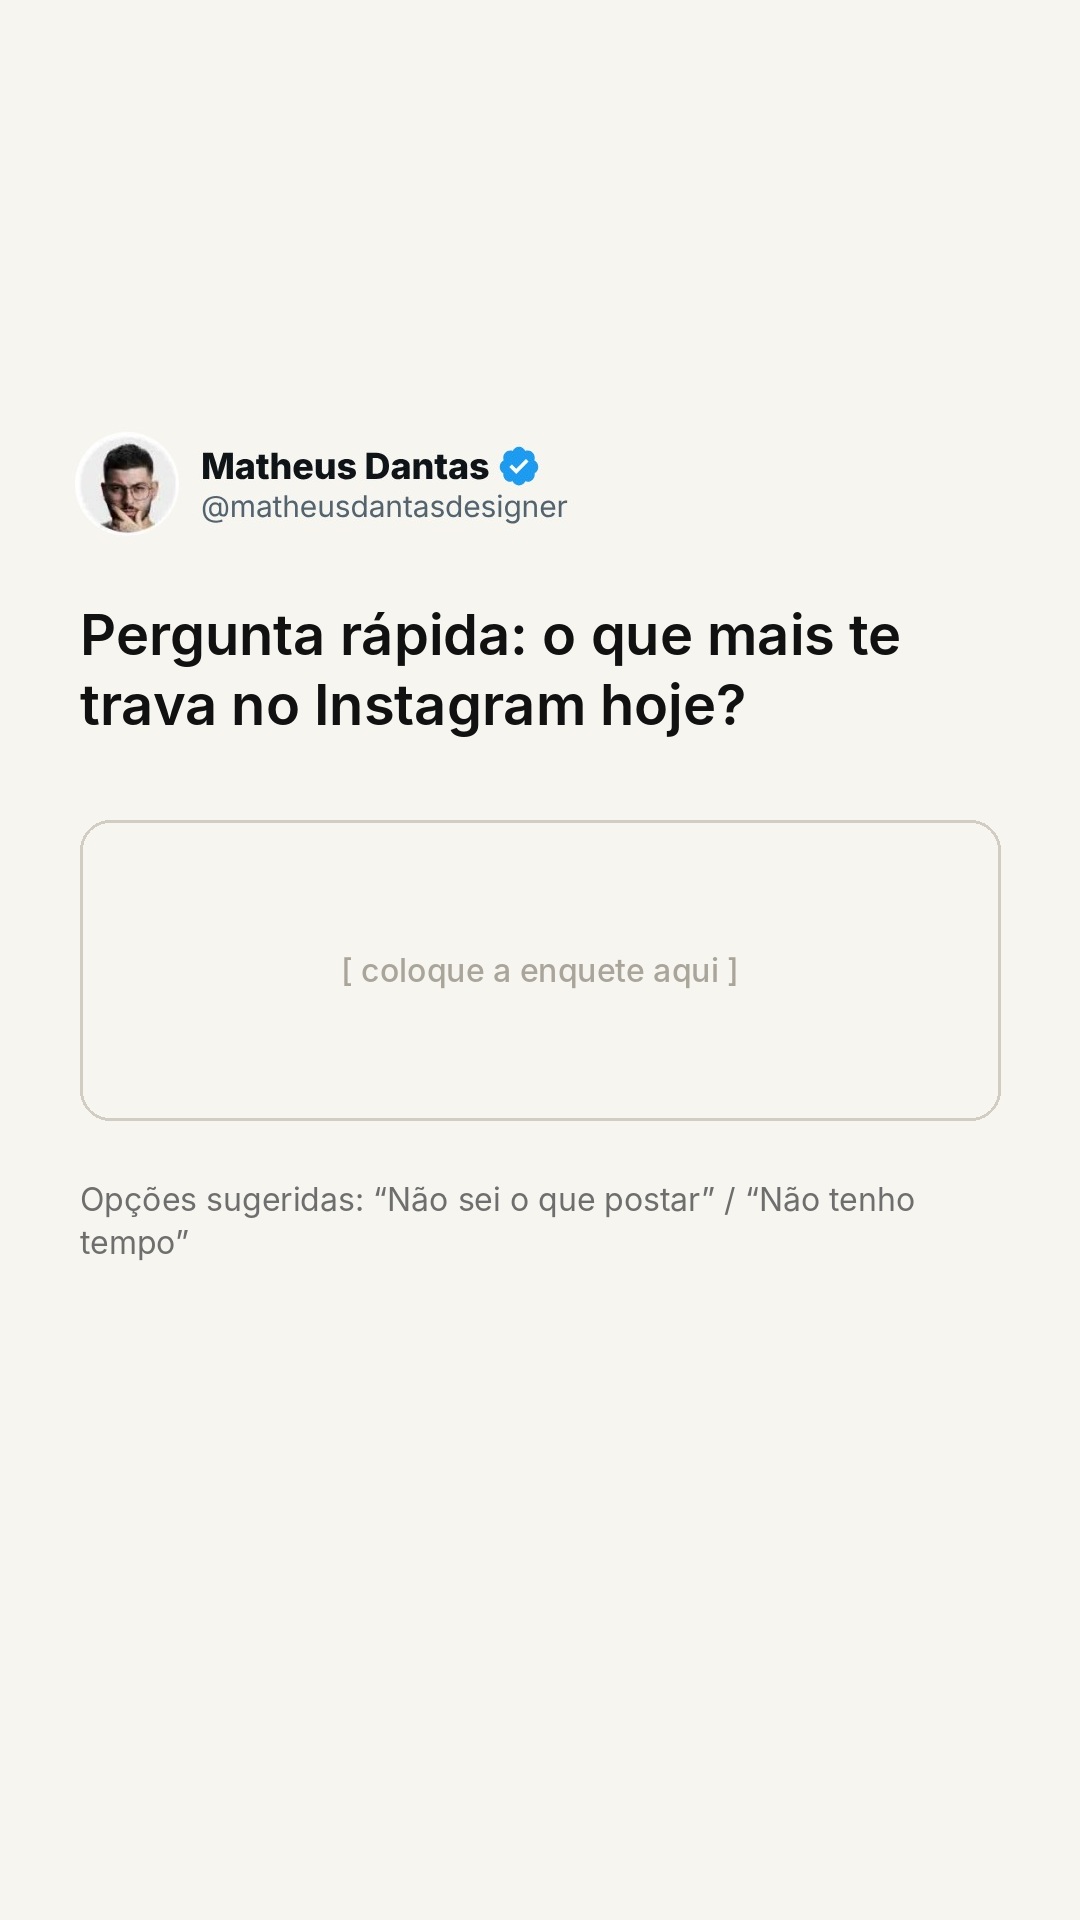 Matheus Dantas
@matheusdantasdesigner
Pergunta rápida: o que mais te
trava no Instagram hoje?
[ coloque a enquete aqui ]
Opções sugeridas: “Não sei o que postar” / “Não tenho
tempo”